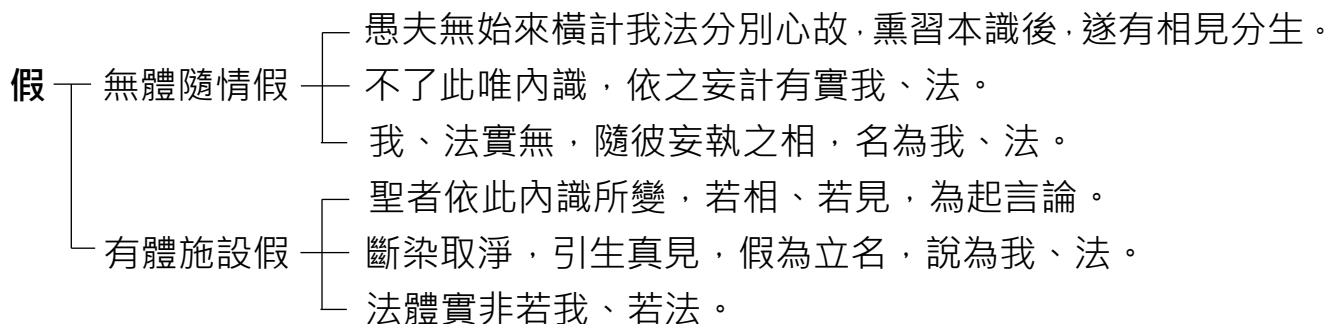 愚夫無始來橫計我法分別心故，熏習本識後，遂有相見分生。
假 無體隨情假 不了此唯內識，依之妄計有實我、法。
我、法實無，隨彼妄執之相，名為我、法。
聖者依此內識所變，若相、若見，為起言論。
有體施設假 斷染取淨，引生真見，假為立名，說為我、法。
法體實非若我、若法。